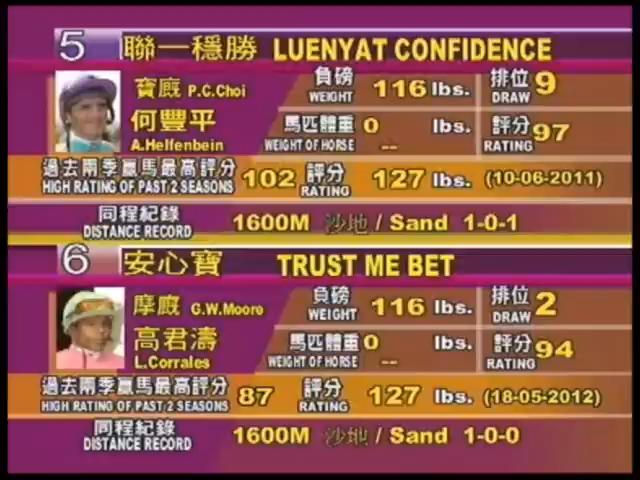 5 聯一穩勝 LUENYAT CONFIDENCE
寶廄 P.C.Choi 負磅 WEIGHT 116 lbs. 排位 DRAW 9
何豐平 A.Helfenbein 馬匹體重 WEIGHT OF HORSE 0 lbs. -- 評分 RATING 97
過去兩季贏馬最高評分 HIGH RATING OF PAST 2 SEASONS 102 評分 RATING 127 lbs. (10-06-2011)
同程紀錄 DISTANCE RECORD 1600M 沙地 / Sand 1-0-1
6 安心寶 TRUST ME BET
摩廄 G.W.Moore 負磅 WEIGHT 116 lbs. 排位 DRAW 2
高君濤 L.Corrales 馬匹體重 WEIGHT OF HORSE 0 lbs. -- 評分 RATING 94
過去兩季贏馬最高評分 HIGH RATING OF PAST 2 SEASONS 87 評分 RATING 127 lbs. (18-05-2012)
同程紀錄 DISTANCE RECORD 1600M 沙地 / Sand 1-0-0